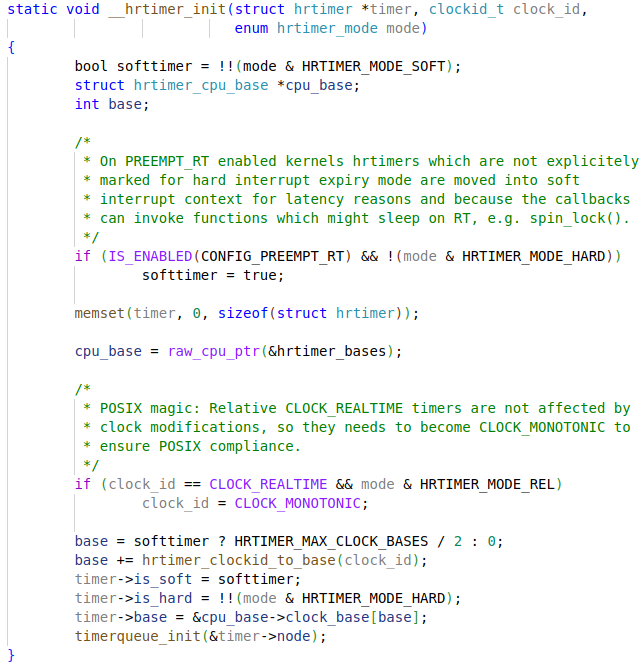 static void __hrtimer_init(struct hrtimer *timer, clockid_t clock_id,
                           enum hrtimer_mode mode)
{
        bool softtimer = !!(mode & HRTIMER_MODE_SOFT);
        struct hrtimer_cpu_base *cpu_base;
        int base;

        /*
         * On PREEMPT_RT enabled kernels hrtimers which are not explicitely
         * marked for hard interrupt expiry mode are moved into soft
         * interrupt context for latency reasons and because the callbacks
         * can invoke functions which might sleep on RT, e.g. spin_lock().
         */
        if (IS_ENABLED(CONFIG_PREEMPT_RT) && !(mode & HRTIMER_MODE_HARD))
                softtimer = true;

        memset(timer, 0, sizeof(struct hrtimer));

        cpu_base = raw_cpu_ptr(&hrtimer_bases);

        /*
         * POSIX magic: Relative CLOCK_REALTIME timers are not affected by
         * clock modifications, so they needs to become CLOCK_MONOTONIC to
         * ensure POSIX compliance.
         */
        if (clock_id == CLOCK_REALTIME && mode & HRTIMER_MODE_REL)
                clock_id = CLOCK_MONOTONIC;

        base = softtimer ? HRTIMER_MAX_CLOCK_BASES / 2 : 0;
        base += hrtimer_clockid_to_base(clock_id);
        timer->is_soft = softtimer;
        timer->is_hard = !!(mode & HRTIMER_MODE_HARD);
        timer->base = &cpu_base->clock_base[base];
        timerqueue_init(&timer->node);
}